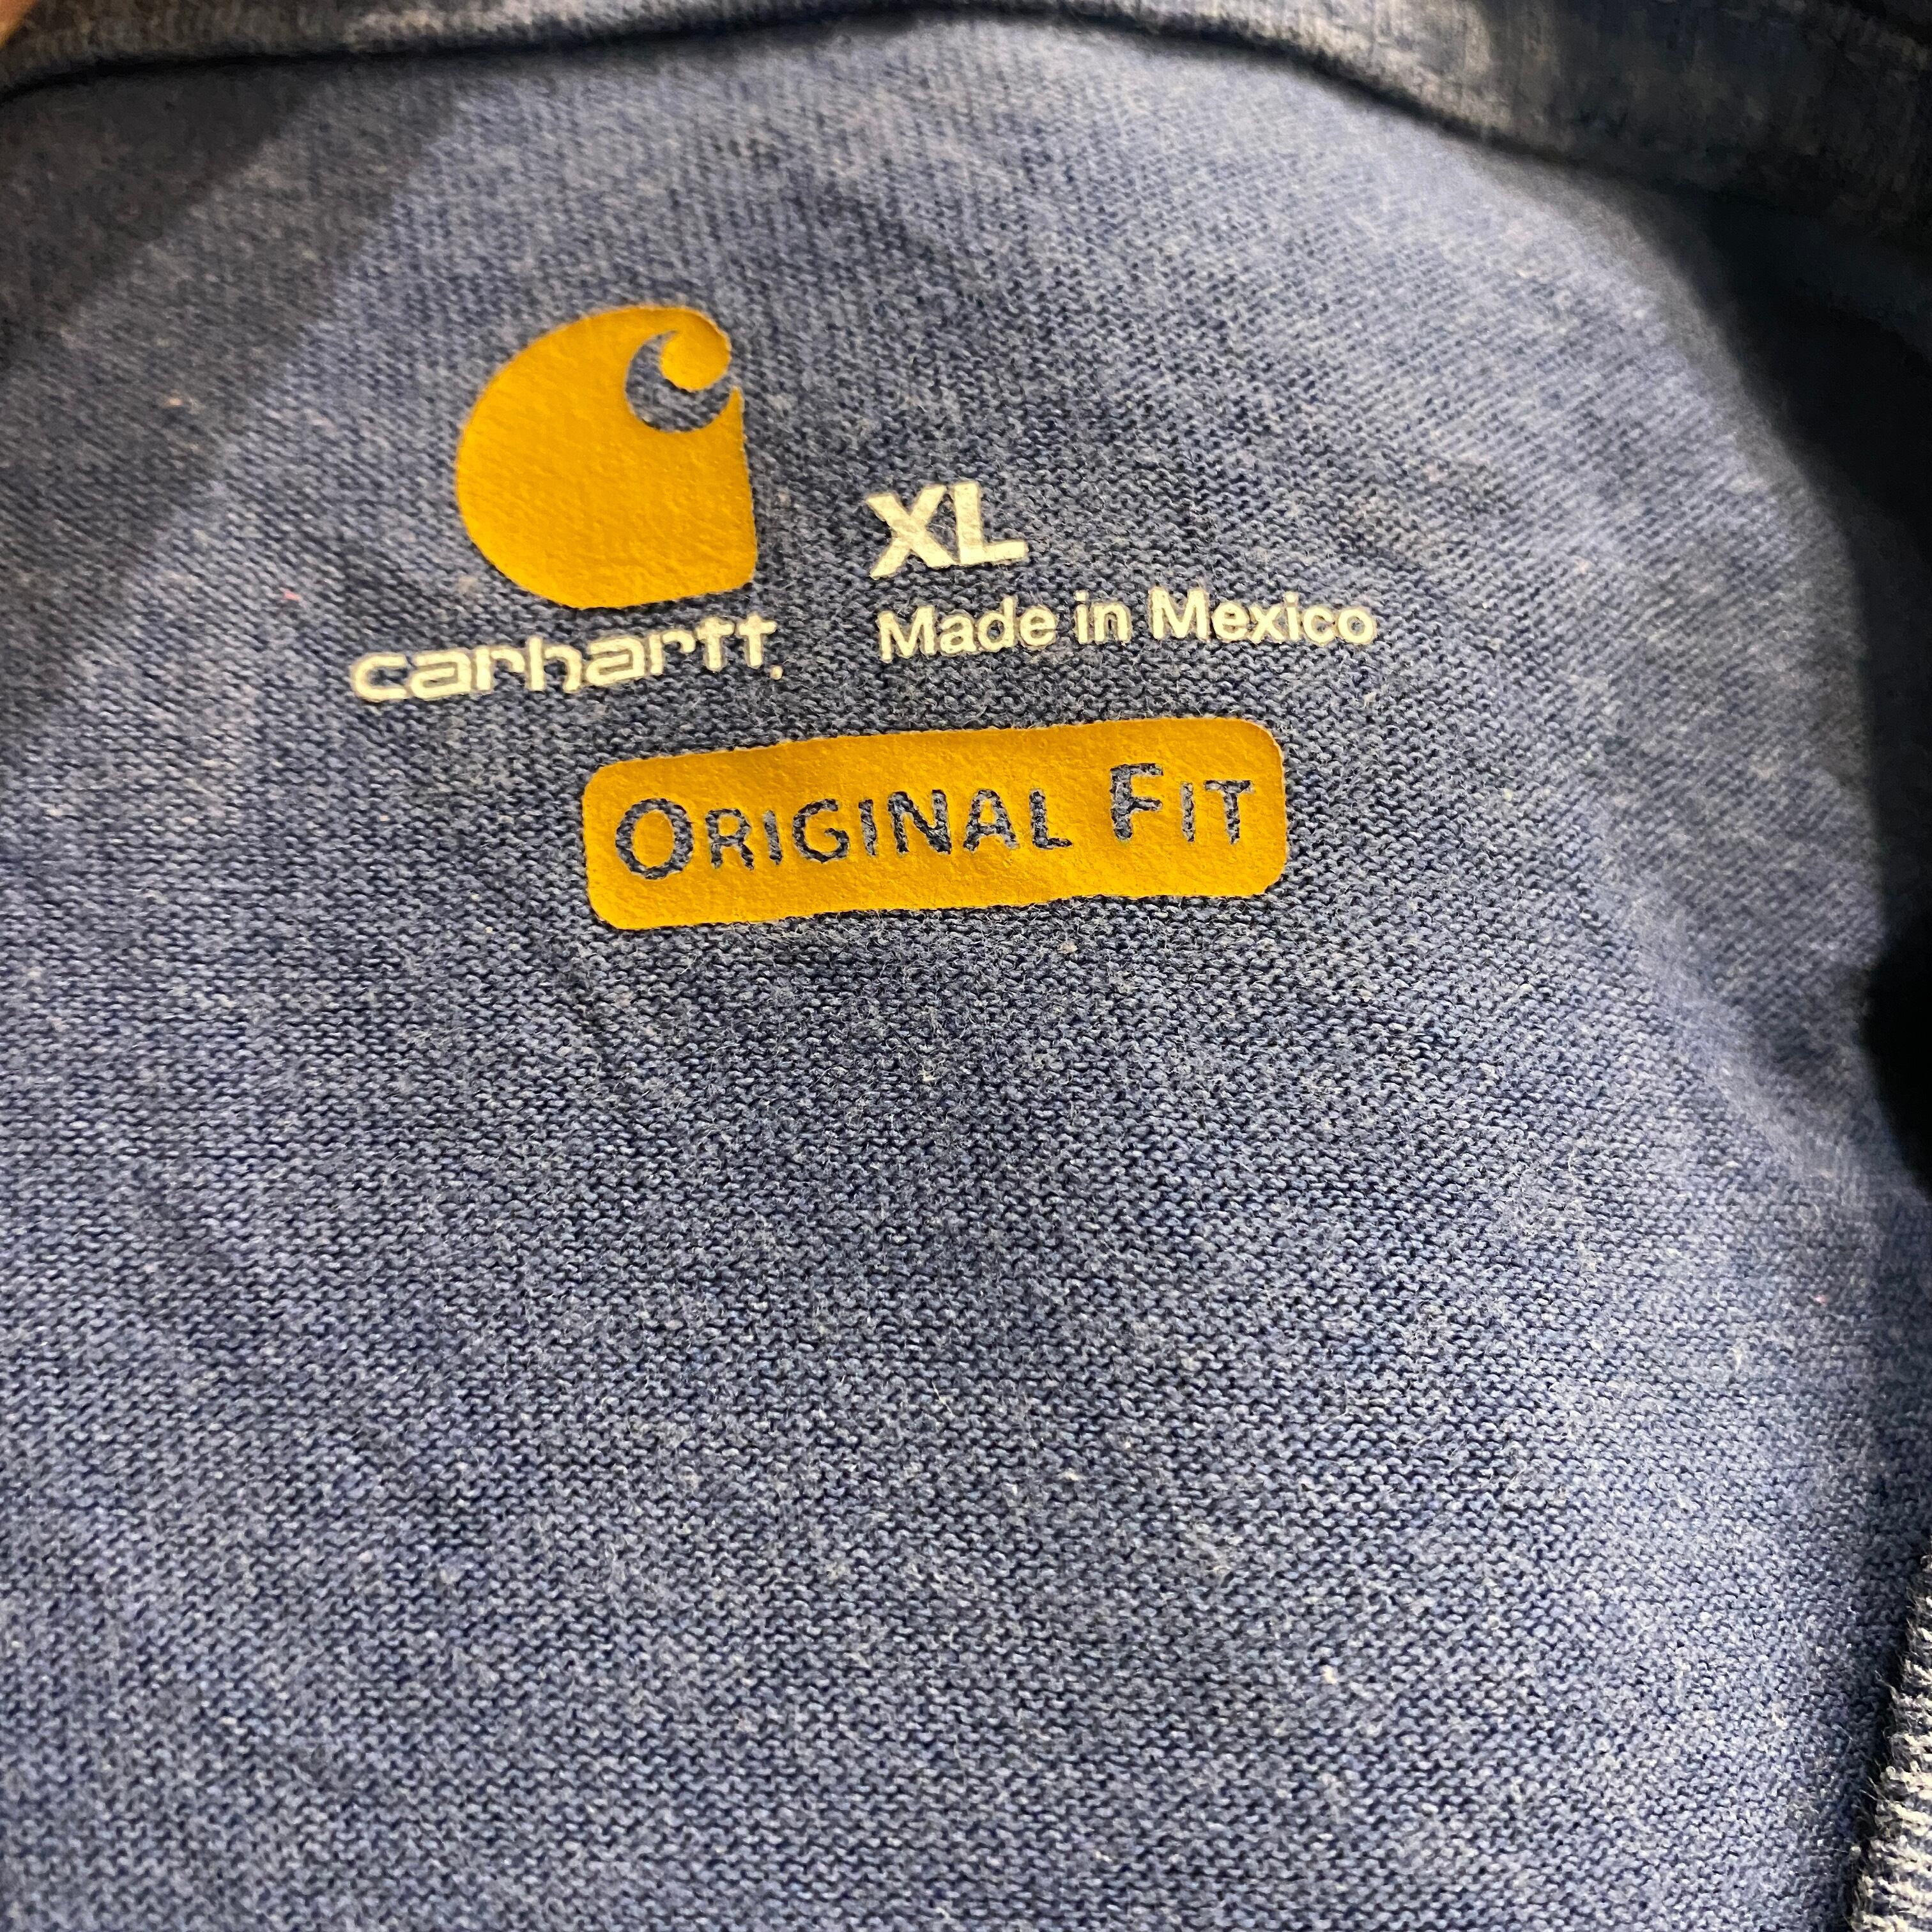 XL
carhartt.
Made in Mexico
ORIGINAL FIT